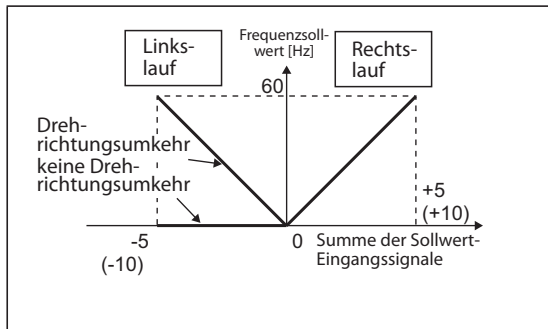 Links-
lauf
Frequenzsoll-
wert [Hz]
Rechts-
lauf
60
Dreh-
richtungsumkehr
keine Dreh-
richtungsumkehr
+5
(+10)
-5
(-10)
0
Summe der Sollwert-
Eingangssignale